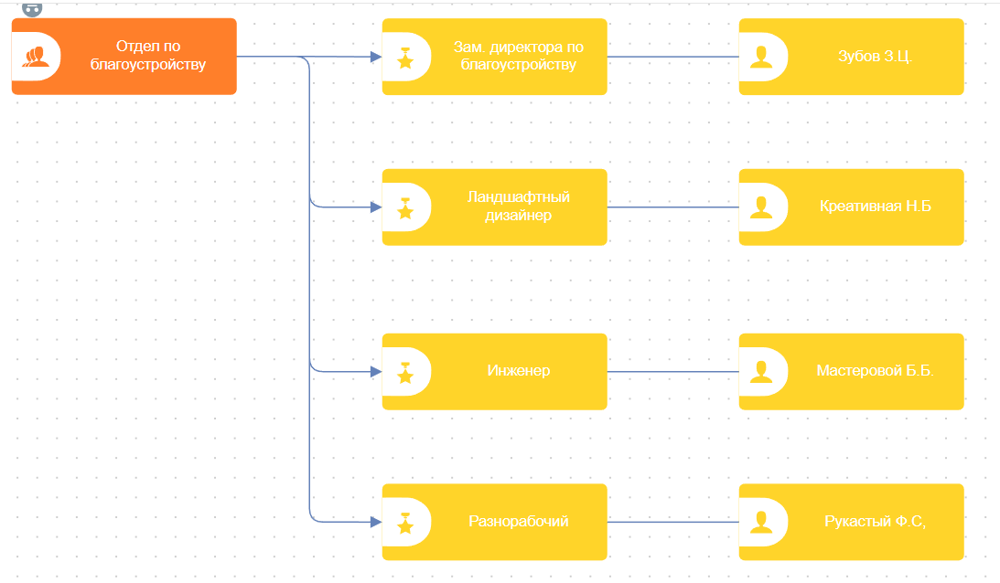 Отдел по
благоустройству
Зам. директора по
благоустройству
Зубов З.Ц.
Ландшафтный
дизайнер
Креативная Н.Б
Инженер
Мастеровой Б.Б.
Разнорабочий
Рукастый Ф.С,